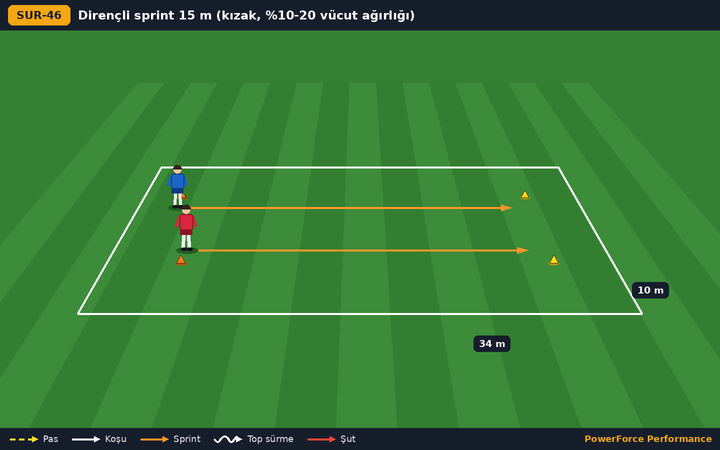 SUR-46 Dirençli sprint 15 m (kızak, %10-20 vücut ağırlığı)
10 m
34 m
Pas Koşu Sprint Top sürme Şut PowerForce Performance